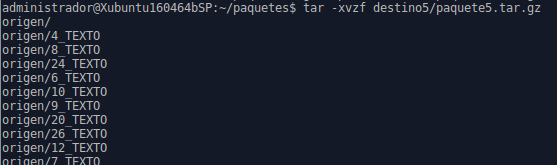 administrador@Xubuntu160464bSP:~/paquetes$ tar -xvzf destino5/paquete5.tar.gz
origen/
origen/4_TEXTO
origen/8_TEXTO
origen/24_TEXTO
origen/6_TEXTO
origen/10_TEXTO
origen/9_TEXTO
origen/20_TEXTO
origen/26_TEXTO
origen/12_TEXTO
origen/7_TEXTO